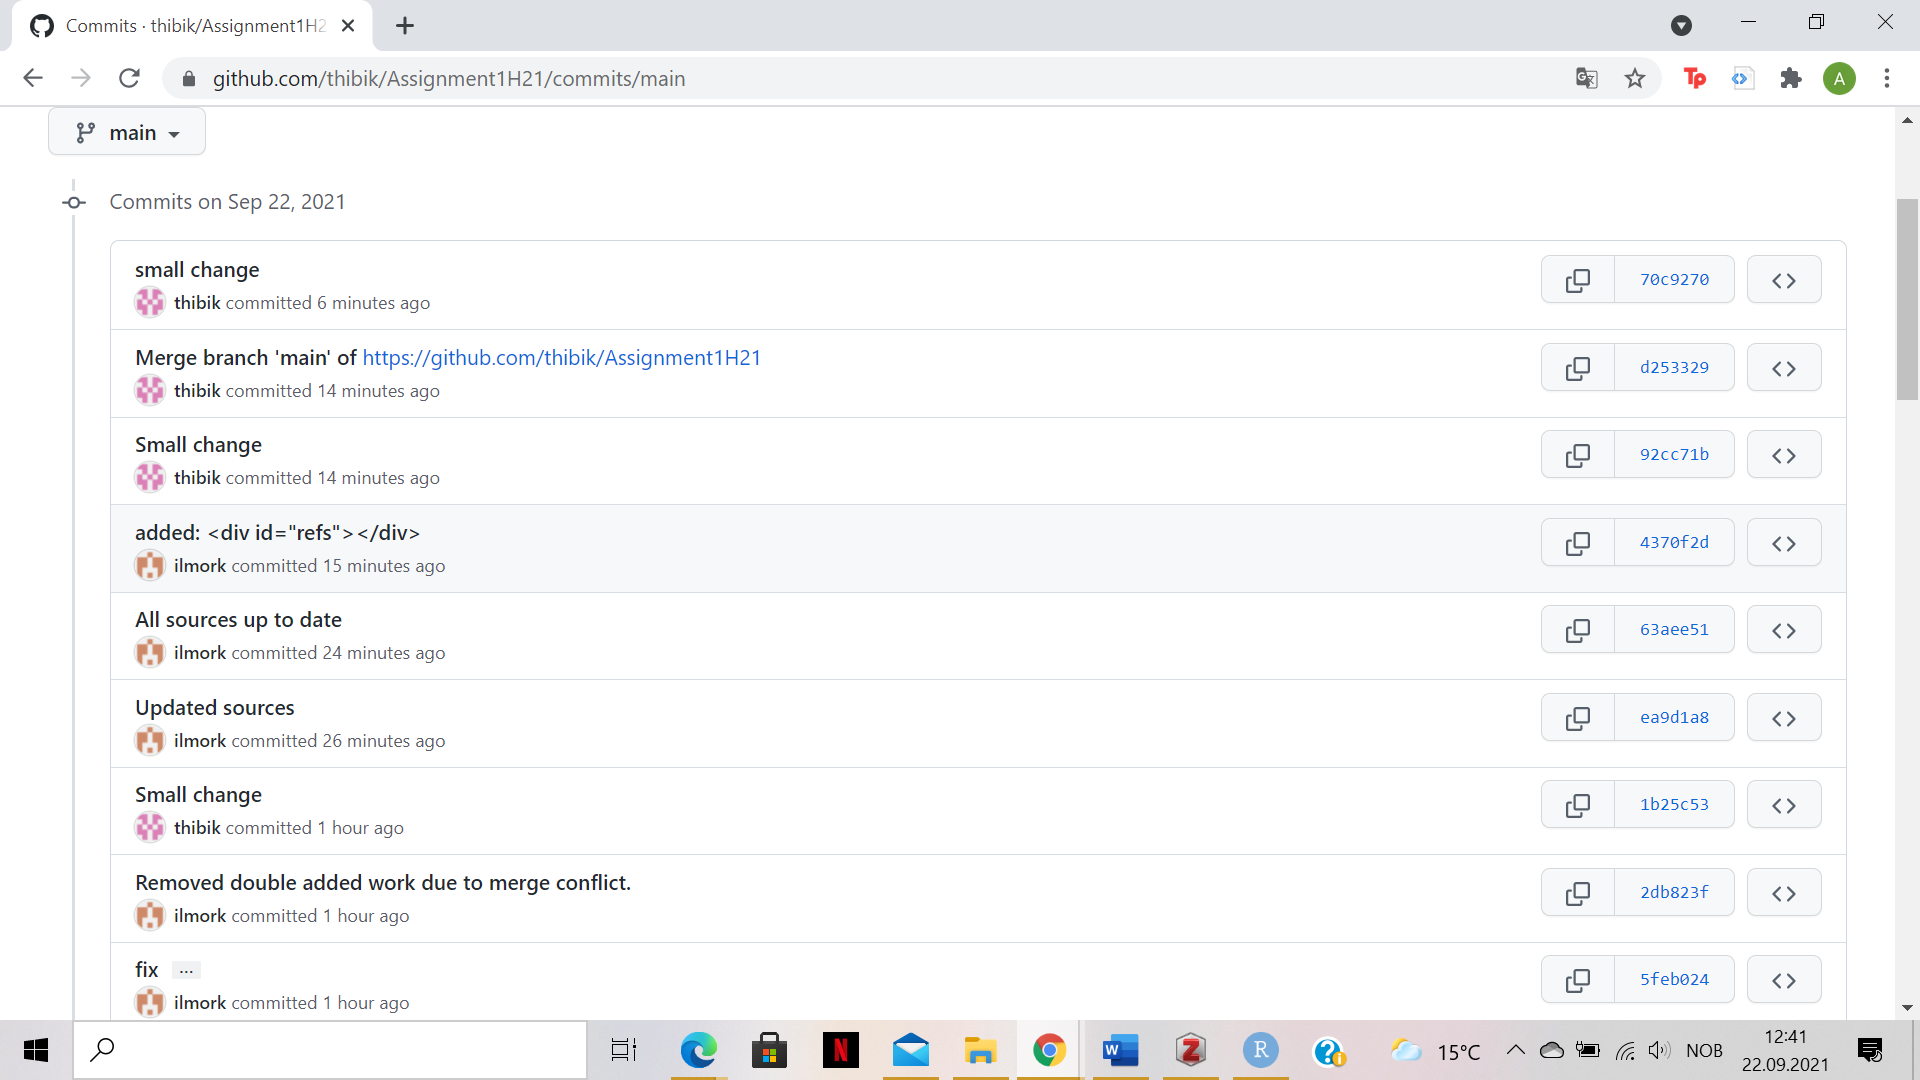 Commits · thibik/Assignment1H2
github.com/thibik/Assignment1H21/commits/main
Tp
A
main
Commits on Sep 22, 2021
small change
thibik committed 6 minutes ago
70c9270
Merge branch 'main' of https://github.com/thibik/Assignment1H21
thibik committed 14 minutes ago
d253329
Small change
thibik committed 14 minutes ago
92cc71b
added: <div id="refs"></div>
ilmork committed 15 minutes ago
4370f2d
All sources up to date
ilmork committed 24 minutes ago
63aee51
Updated sources
ilmork committed 26 minutes ago
ea9d1a8
Small change
thibik committed 1 hour ago
1b25c53
Removed double added work due to merge conflict.
ilmork committed 1 hour ago
2db823f
fix ...
ilmork committed 1 hour ago
5feb024
N
W
Z
R
15°C
NOB
12:41
22.09.2021